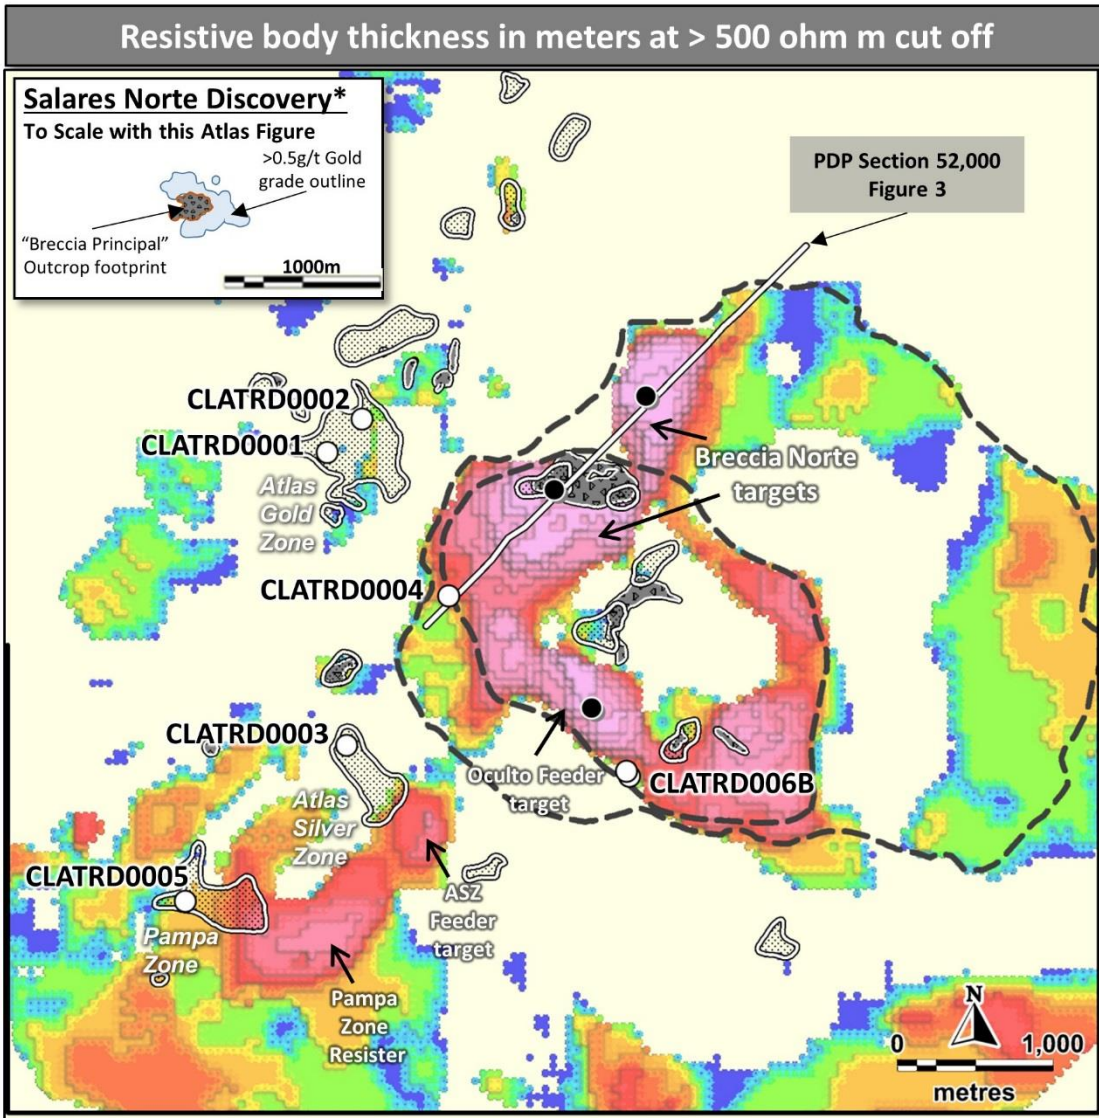 Resistive body thickness in meters at > 500 ohm m cut off
Salares Norte Discovery*
To Scale with this Atlas Figure
>0.5g/t Gold
grade outline
"Breccia Principal"
Outcrop footprint
1000m
PDP Section 52,000
Figure 3
CLATRD0002
CLATRD0001
Atlas
Gold
Zone
Breccia Norte
targets
CLATRD0004
CLATRD0003
Atlas
Silver
Zone
Oculto Feeder
target
CLATRD006B
CLATRD0005
Pampa
Zone
ASZ
Feeder
target
Pampa
Zone
Resister
N
0 1,000
metres